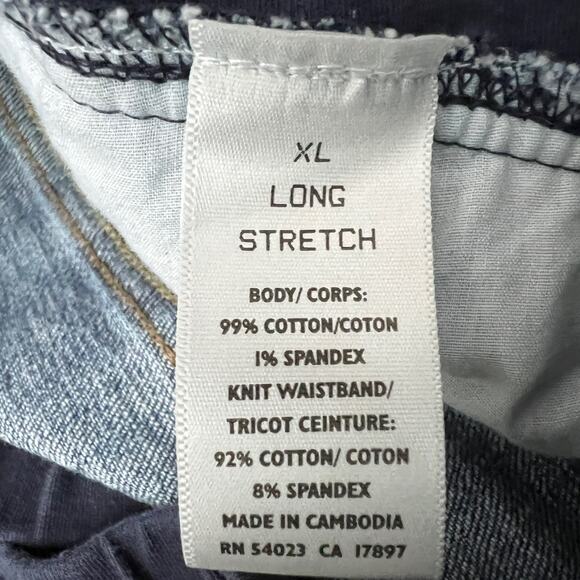 XL
LONG
STRETCH
BODY/ CORPS:
99% COTTON/COTON
1% SPANDEX
KNIT WAISTBAND/
TRICOT CEINTURE:
92% COTTON/ COTON
8% SPANDEX
MADE IN CAMBODIA
RN 54023 CA 17897